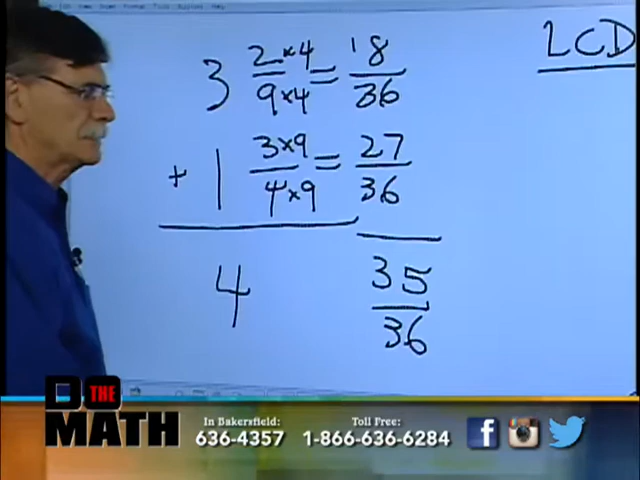 LCD
3 2×4/9×4 = 8/36
+ 1 3×9/4×9 = 27/36
4 35/36
DO THE MATH
In Bakersfield: 636-4357
Toll Free: 1-866-636-6284